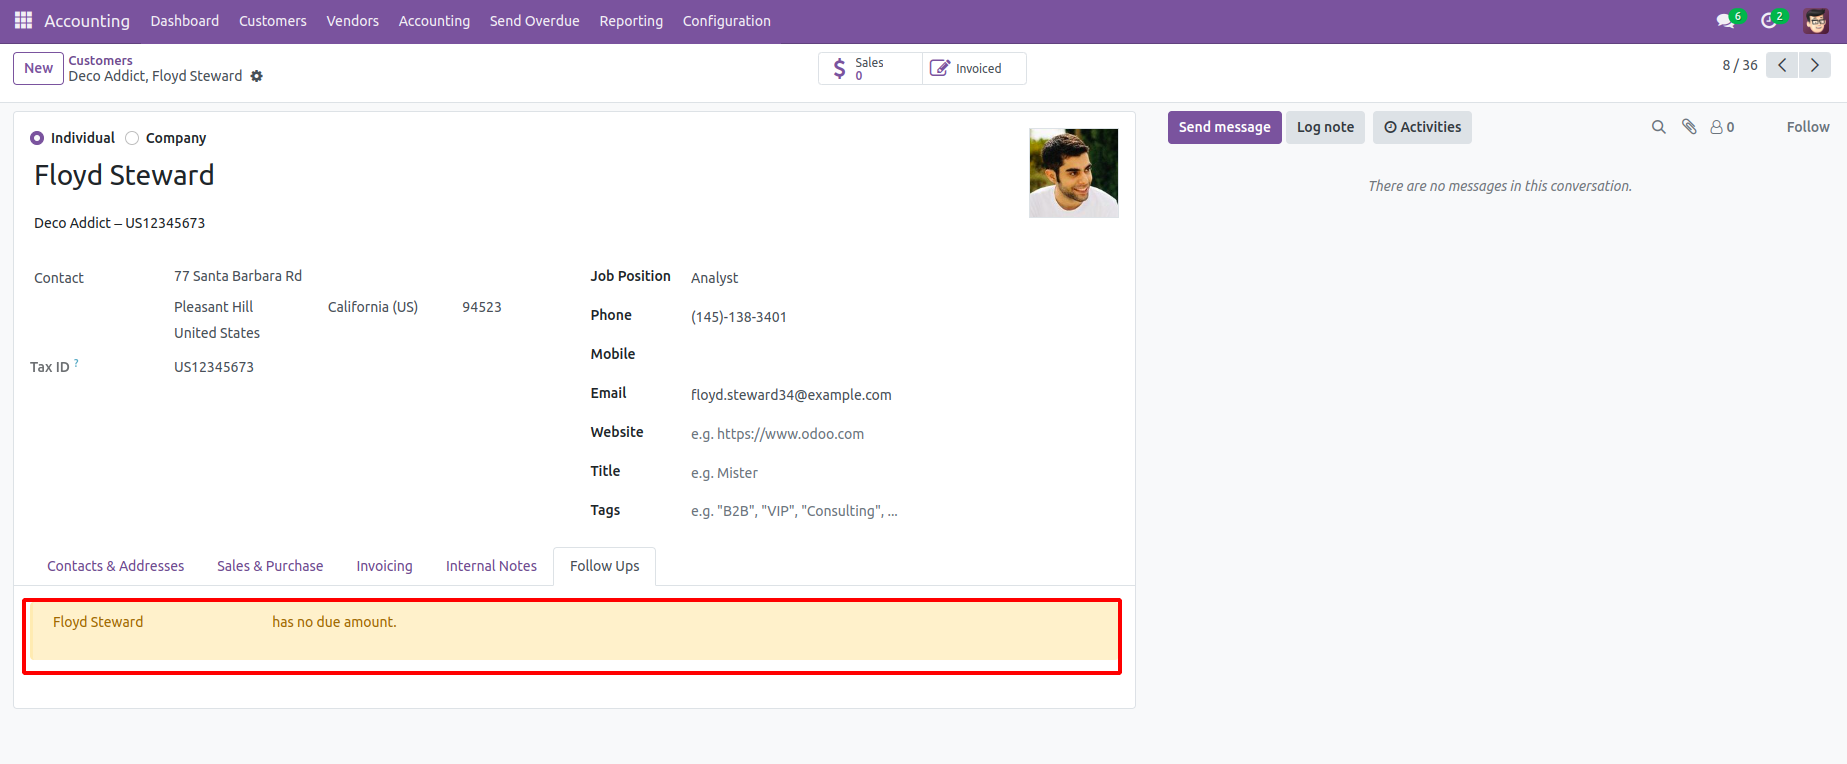 Accounting Dashboard Customers Vendors Accounting Send Overdue Reporting Configuration 6 2
New Customers
Deco Addict, Floyd Steward
Sales 0 Invoiced
8 / 36
Individual Company
Floyd Steward
Deco Addict – US12345673
Contact 77 Santa Barbara Rd
Pleasant Hill California (US) 94523
United States
Tax ID ? US12345673
Job Position Analyst
Phone (145)-138-3401
Mobile
Email floyd.steward34@example.com
Website e.g. https://www.odoo.com
Title e.g. Mister
Tags e.g. "B2B", "VIP", "Consulting", ...
Contacts & Addresses Sales & Purchase Invoicing Internal Notes Follow Ups
Floyd Steward has no due amount.
Send message Log note Activities 0 Follow
There are no messages in this conversation.